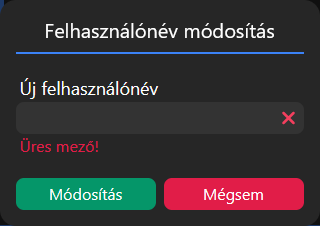 Felhasználónév módosítás
Új felhasználónév
Üres mező!
Módosítás
Mégsem